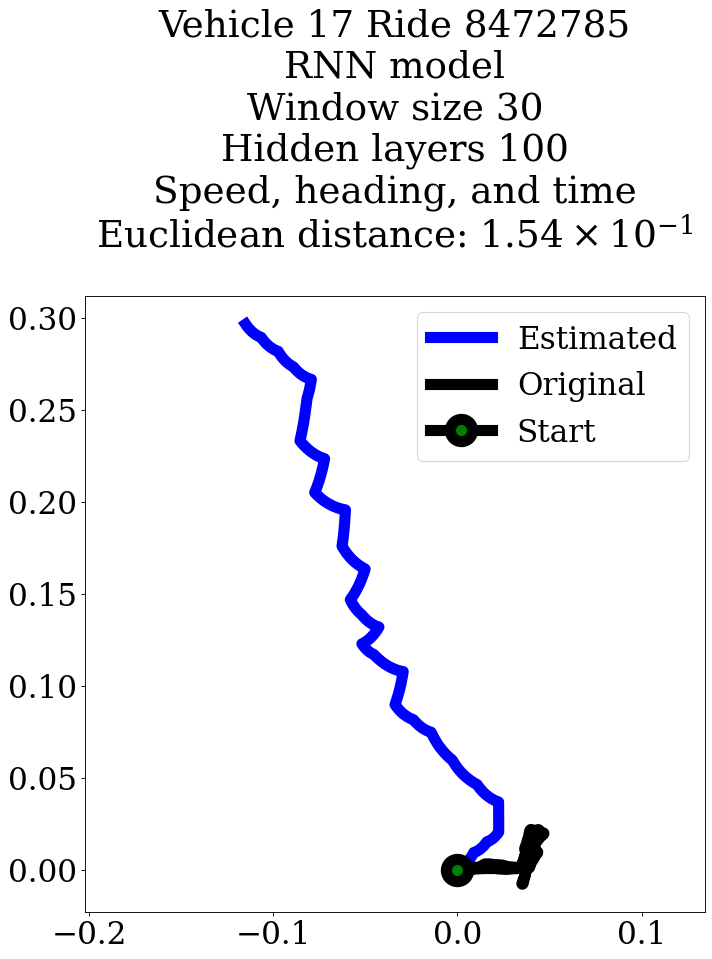 Vehicle 17 Ride 8472785
RNN model
Window size 30
Hidden layers 100
Speed, heading, and time
Euclidean distance: 1.54 × 10⁻¹
Estimated
Original
Start
0.30
0.25
0.20
0.15
0.10
0.05
0.00
−0.2 −0.1 0.0 0.1